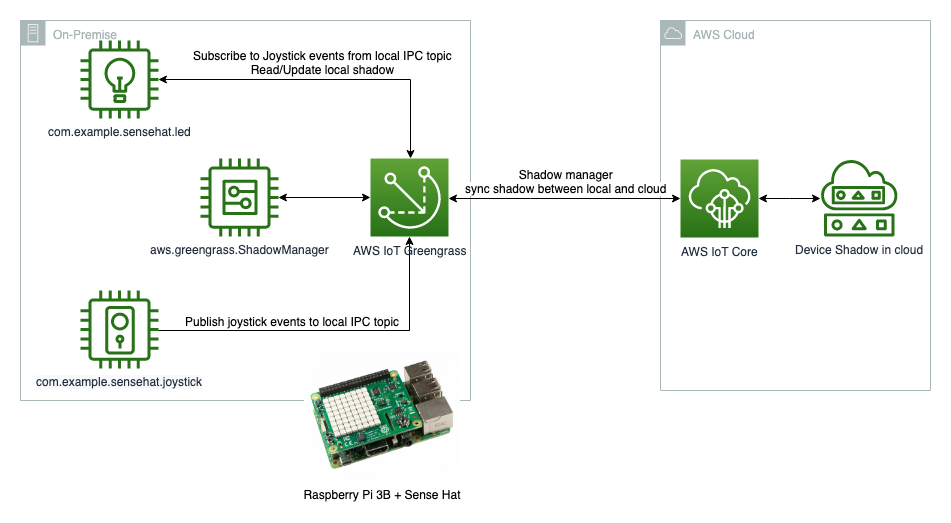 On-Premise
AWS Cloud
Subscribe to Joystick events from local IPC topic
Read/Update local shadow
com.example.sensehat.led
Shadow manager
sync shadow between local and cloud
aws.greengrass.ShadowManager
AWS IoT Greengrass
AWS IoT Core
Device Shadow in cloud
Publish joystick events to local IPC topic
com.example.sensehat.joystick
Raspberry Pi 3B + Sense Hat